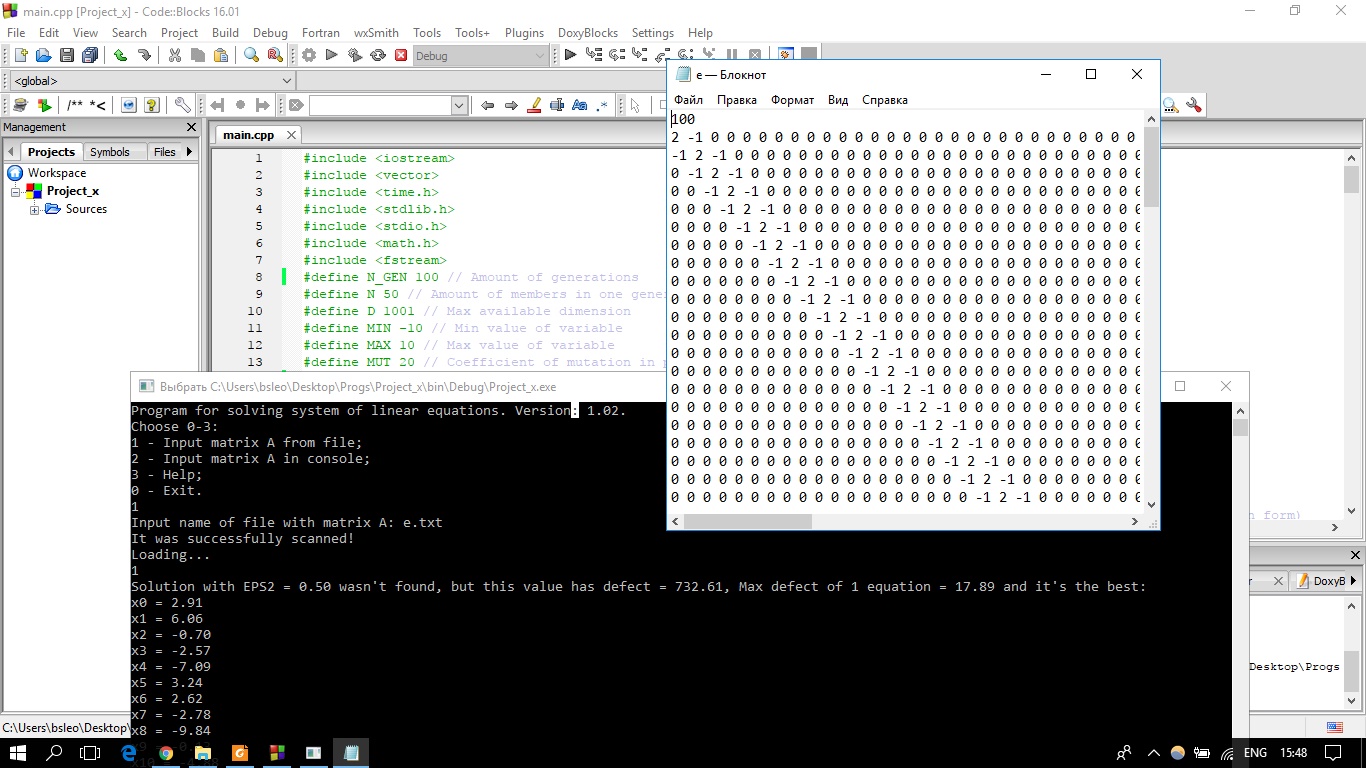 main.cpp [Project_x] - Code::Blocks 16.01
File Edit View Search Project Build Debug Fortran wxSmith Tools Tools+ Plugins DoxyBlocks Settings Help
Debug
<global>
/** *<
Management
Projects Symbols Files
Workspace
Project_x
Sources
main.cpp
1 #include <iostream>
2 #include <vector>
3 #include <time.h>
4 #include <stdlib.h>
5 #include <stdio.h>
6 #include <math.h>
7 #include <fstream>
8 #define N_GEN 100 // Amount of generations
9 #define N 50 // Amount of members in one gene
10 #define D 1001 // Max available dimension
11 #define MIN -10 // Min value of variable
12 #define MAX 10 // Max value of variable
13 #define MUT 20 // Coefficient of mutation in p
e — Блокнот
Файл Правка Формат Вид Справка
100
2 -1 0 0 0 0 0 0 0 0 0 0 0 0 0 0 0 0 0 0 0 0 0 0 0 0 0 0 0
-1 2 -1 0 0 0 0 0 0 0 0 0 0 0 0 0 0 0 0 0 0 0 0 0 0 0 0 0 0
0 -1 2 -1 0 0 0 0 0 0 0 0 0 0 0 0 0 0 0 0 0 0 0 0 0 0 0 0 0
0 0 -1 2 -1 0 0 0 0 0 0 0 0 0 0 0 0 0 0 0 0 0 0 0 0 0 0 0 0
0 0 0 -1 2 -1 0 0 0 0 0 0 0 0 0 0 0 0 0 0 0 0 0 0 0 0 0 0 0
0 0 0 0 -1 2 -1 0 0 0 0 0 0 0 0 0 0 0 0 0 0 0 0 0 0 0 0 0 0
0 0 0 0 0 -1 2 -1 0 0 0 0 0 0 0 0 0 0 0 0 0 0 0 0 0 0 0 0 0
0 0 0 0 0 0 -1 2 -1 0 0 0 0 0 0 0 0 0 0 0 0 0 0 0 0 0 0 0 0
0 0 0 0 0 0 0 -1 2 -1 0 0 0 0 0 0 0 0 0 0 0 0 0 0 0 0 0 0 0
0 0 0 0 0 0 0 0 -1 2 -1 0 0 0 0 0 0 0 0 0 0 0 0 0 0 0 0 0 0
0 0 0 0 0 0 0 0 0 -1 2 -1 0 0 0 0 0 0 0 0 0 0 0 0 0 0 0 0 0
0 0 0 0 0 0 0 0 0 0 -1 2 -1 0 0 0 0 0 0 0 0 0 0 0 0 0 0 0 0
0 0 0 0 0 0 0 0 0 0 0 -1 2 -1 0 0 0 0 0 0 0 0 0 0 0 0 0 0 0
0 0 0 0 0 0 0 0 0 0 0 0 -1 2 -1 0 0 0 0 0 0 0 0 0 0 0 0 0 0
0 0 0 0 0 0 0 0 0 0 0 0 0 -1 2 -1 0 0 0 0 0 0 0 0 0 0 0 0 0
0 0 0 0 0 0 0 0 0 0 0 0 0 0 -1 2 -1 0 0 0 0 0 0 0 0 0 0 0 0
0 0 0 0 0 0 0 0 0 0 0 0 0 0 0 -1 2 -1 0 0 0 0 0 0 0 0 0 0 0
0 0 0 0 0 0 0 0 0 0 0 0 0 0 0 0 -1 2 -1 0 0 0 0 0 0 0 0 0 0
0 0 0 0 0 0 0 0 0 0 0 0 0 0 0 0 0 -1 2 -1 0 0 0 0 0 0 0 0 0
0 0 0 0 0 0 0 0 0 0 0 0 0 0 0 0 0 0 -1 2 -1 0 0 0 0 0 0 0 0
0 0 0 0 0 0 0 0 0 0 0 0 0 0 0 0 0 0 0 -1 2 -1 0 0 0 0 0 0 0
n form)
DoxyB
Desktop\Progs
Выбрать C:\Users\bsleo\Desktop\Progs\Project_x\bin\Debug\Project_x.exe
Program for solving system of linear equations. Version: 1.02.
Choose 0-3:
1 - Input matrix A from file;
2 - Input matrix A in console;
3 - Help;
0 - Exit.
1
Input name of file with matrix A: e.txt
It was successfully scanned!
Loading...
1
Solution with EPS2 = 0.50 wasn't found, but this value has defect = 732.61, Max defect of 1 equation = 17.89 and it's the best:
x0 = 2.91
x1 = 6.06
x2 = -0.70
x3 = -2.57
x4 = -7.09
x5 = 3.24
x6 = 2.62
x7 = -2.78
x8 = -9.84
C:\Users\bsleo\Desktop\
ENG 15:48